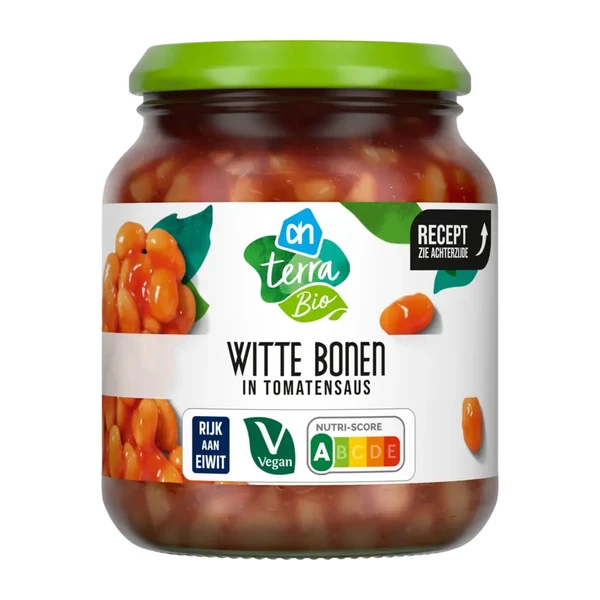 RECEPT
ZIE ACHTERZIJDE
ah
terra
Bio
WITTE BONEN
IN TOMATENSAUS
RIJK
AAN
EIWIT
V
Vegan
NUTRI-SCORE
A B C D E